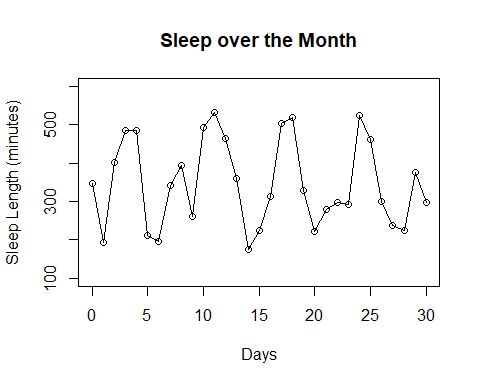 Sleep over the Month
Sleep Length (minutes)
500
300
100
0 5 10 15 20 25 30
Days